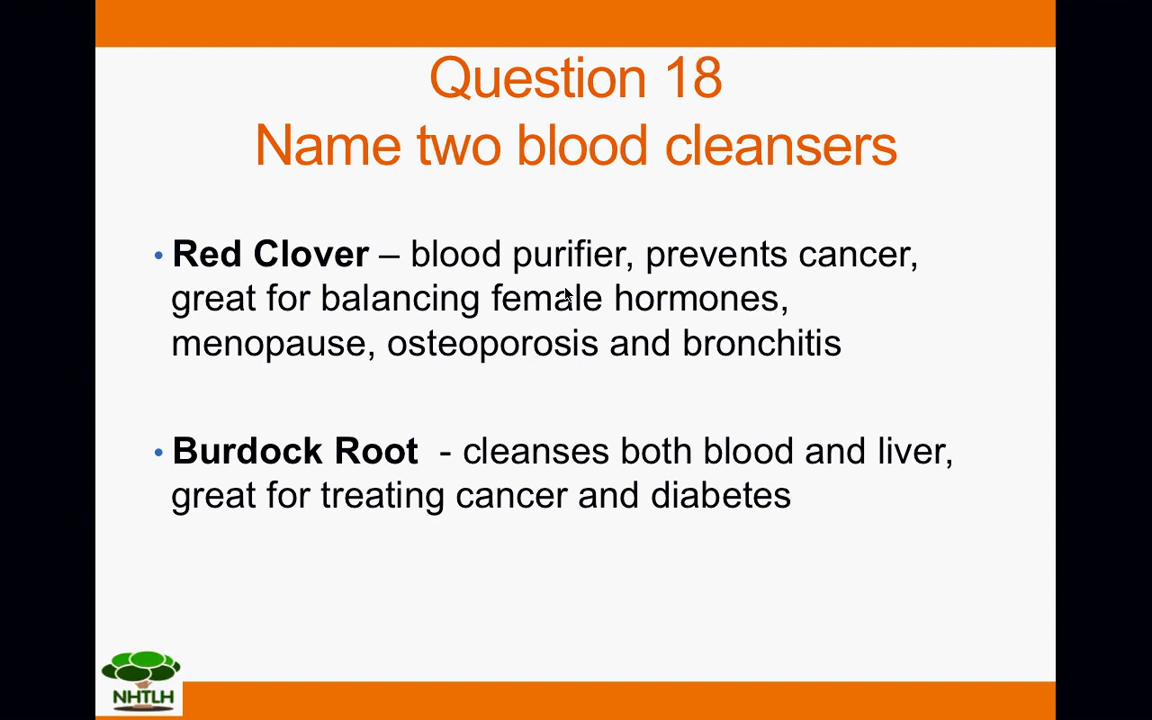 Question 18
Name two blood cleansers
• Red Clover – blood purifier, prevents cancer,
great for balancing female hormones,
menopause, osteoporosis and bronchitis
• Burdock Root  - cleanses both blood and liver,
great for treating cancer and diabetes
NHTLH